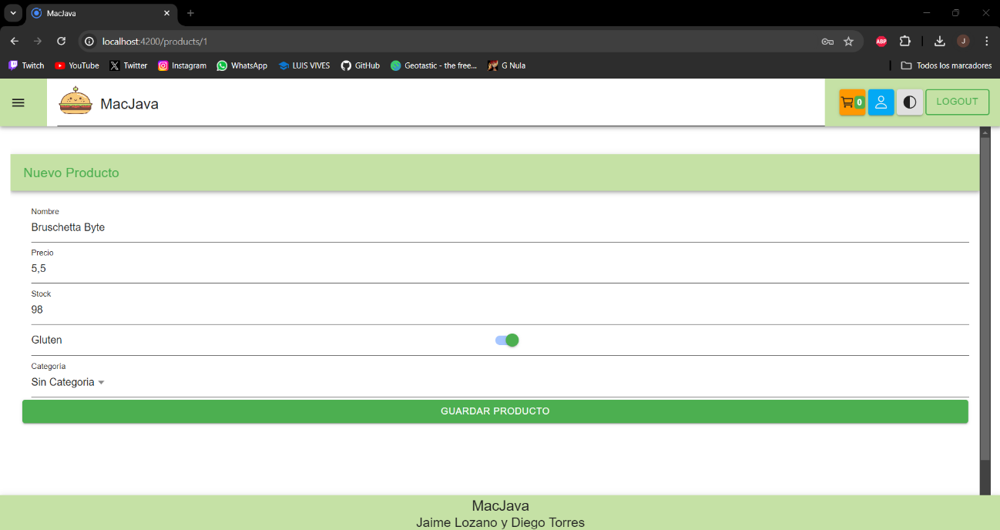 MacJava
localhost:4200/products/1
ABP
J
Twitch YouTube Twitter Instagram WhatsApp LUIS VIVES GitHub Geotastic - the free... G Nula Todos los marcadores
MacJava
0
LOGOUT
Nuevo Producto
Nombre
Bruschetta Byte
Precio
5,5
Stock
98
Gluten
Categoría
Sin Categoria
GUARDAR PRODUCTO
MacJava
Jaime Lozano y Diego Torres